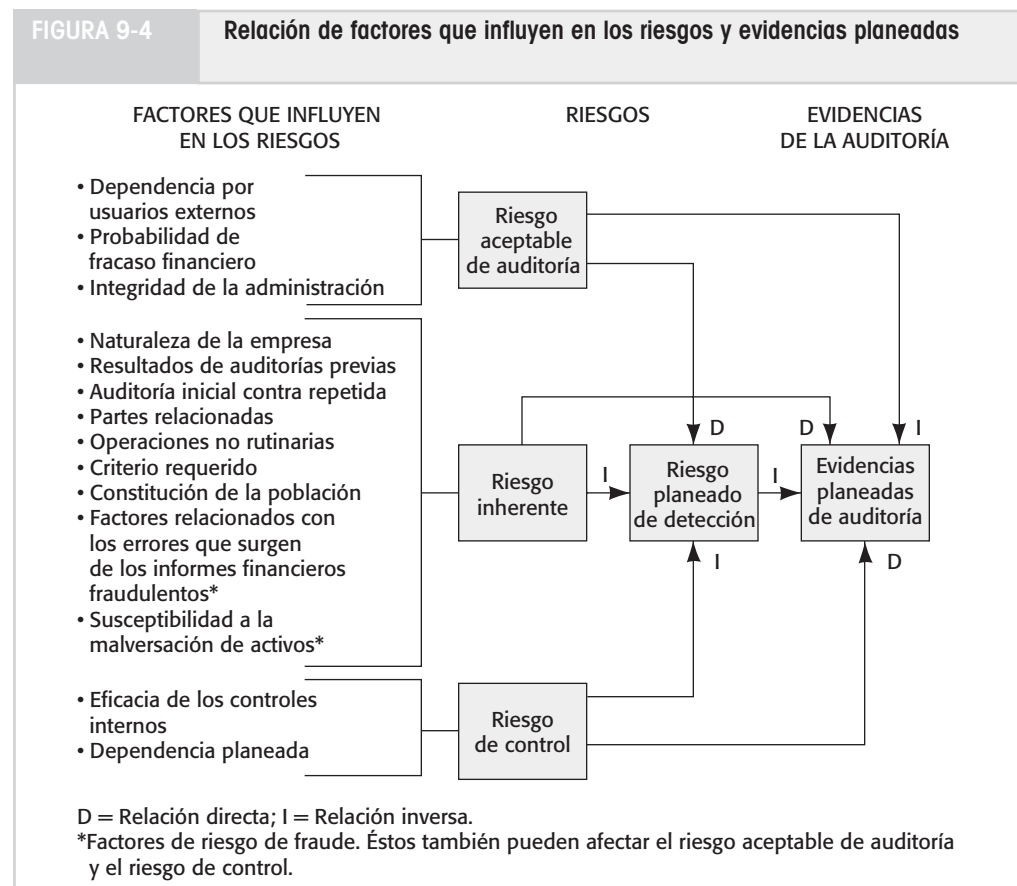 FIGURA 9-4
Relación de factores que influyen en los riesgos y evidencias planeadas
FACTORES QUE INFLUYEN
EN LOS RIESGOS
RIESGOS
EVIDENCIAS
DE LA AUDITORÍA
• Dependencia por
usuarios externos
• Probabilidad de
fracaso financiero
• Integridad de la administración
Riesgo
aceptable
de auditoría
• Naturaleza de la empresa
• Resultados de auditorías previas
• Auditoría inicial contra repetida
• Partes relacionadas
• Operaciones no rutinarias
• Criterio requerido
• Constitución de la población
• Factores relacionados con
los errores que surgen
de los informes financieros
fraudulentos*
• Susceptibilidad a la
malversación de activos*
Riesgo
inherente
I
D
Riesgo
planeado
de detección
I
I
D
I
Evidencias
planeadas
de auditoría
D
• Eficacia de los controles
internos
• Dependencia planeada
Riesgo
de control
D = Relación directa; I = Relación inversa.
*Factores de riesgo de fraude. Éstos también pueden afectar el riesgo aceptable de auditoría
y el riesgo de control.